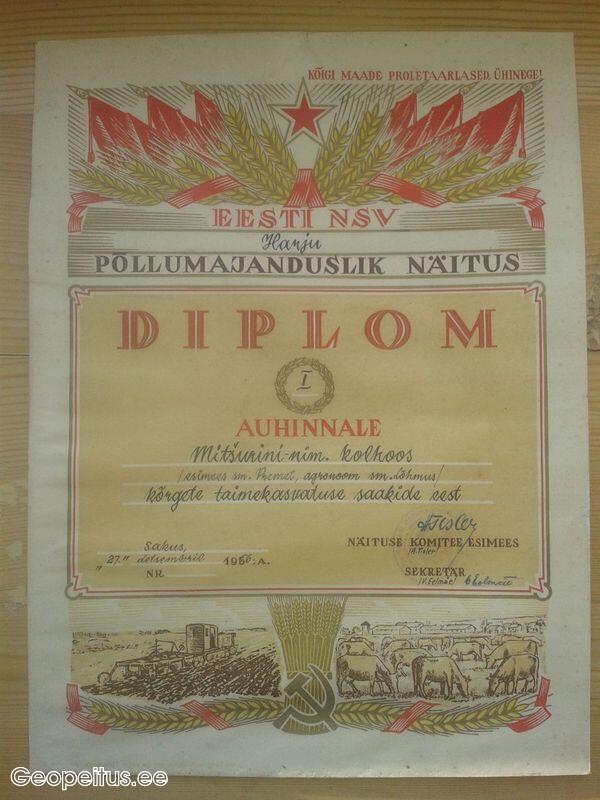 KÕIGI MAADE PROLETAARLASED, ÜHINEGE!
EESTI NSV
Harju
PÕLLUMAJANDUSLIK NÄITUS
DIPLOM
I
AUHINNALE
Mitšurini-nim. kolhoos
/esimees sm. Premet, agronoom sm. Lõhmus/
kõrgete taimekasvatuse saakide eest
NÄITUSE KOMITEE ESIMEES
Sakus,
"27." detsembril 195 A.
NR.
SEKRETÄR
Geopeitus.ee